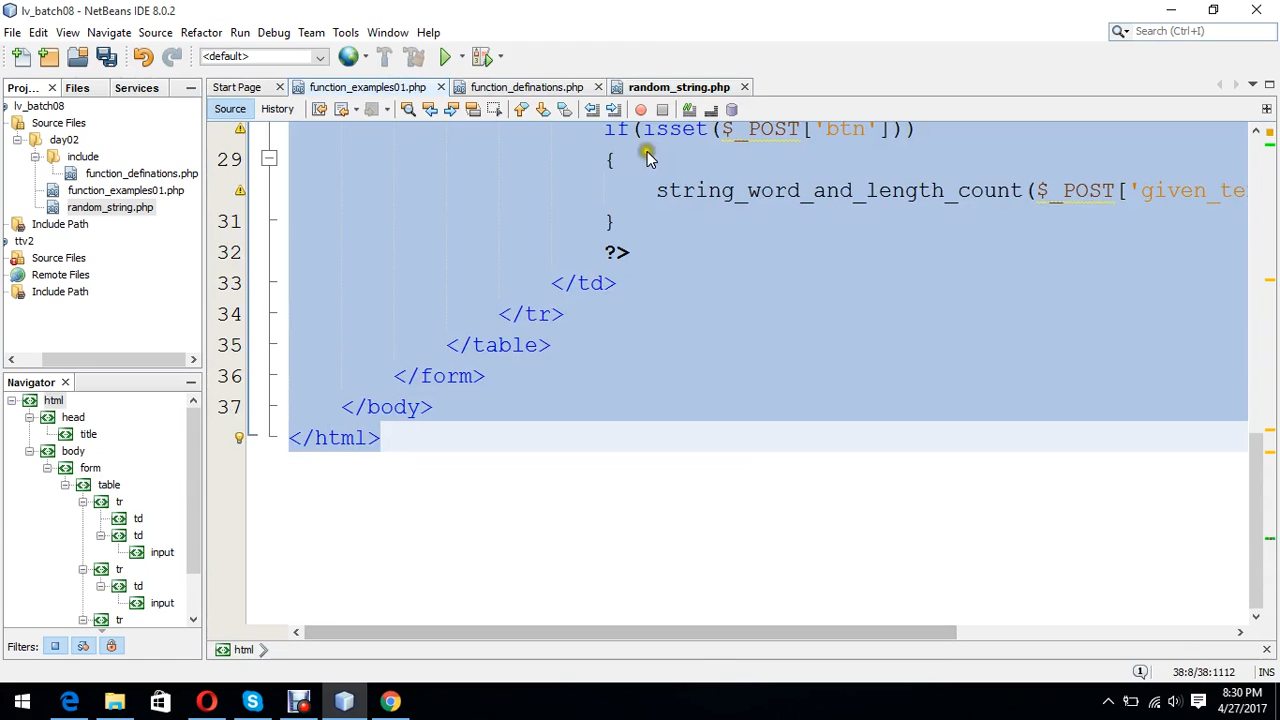 lv_batch08 - NetBeans IDE 8.0.2
File Edit View Navigate Source Refactor Run Debug Team Tools Window Help
Search (Ctrl+I)
<default>
Proj... Files Services
Start Page function_examples01.php function_definations.php random_string.php
Source History
lv_batch08
Source Files
day02
include
function_definations.php
function_examples01.php
random_string.php
Include Path
ttv2
Source Files
Remote Files
Include Path
if(isset($_POST['btn']))
29 {
string_word_and_length_count($_POST['given_te
31 }
32 ?>
33 </td>
34 </tr>
35 </table>
36 </form>
37 </body>
</html>
Navigator
html
head
title
body
form
table
tr
td
td
input
tr
td
input
tr
Filters:
html
1
38:8/38:1112 INS
8:30 PM
4/27/2017